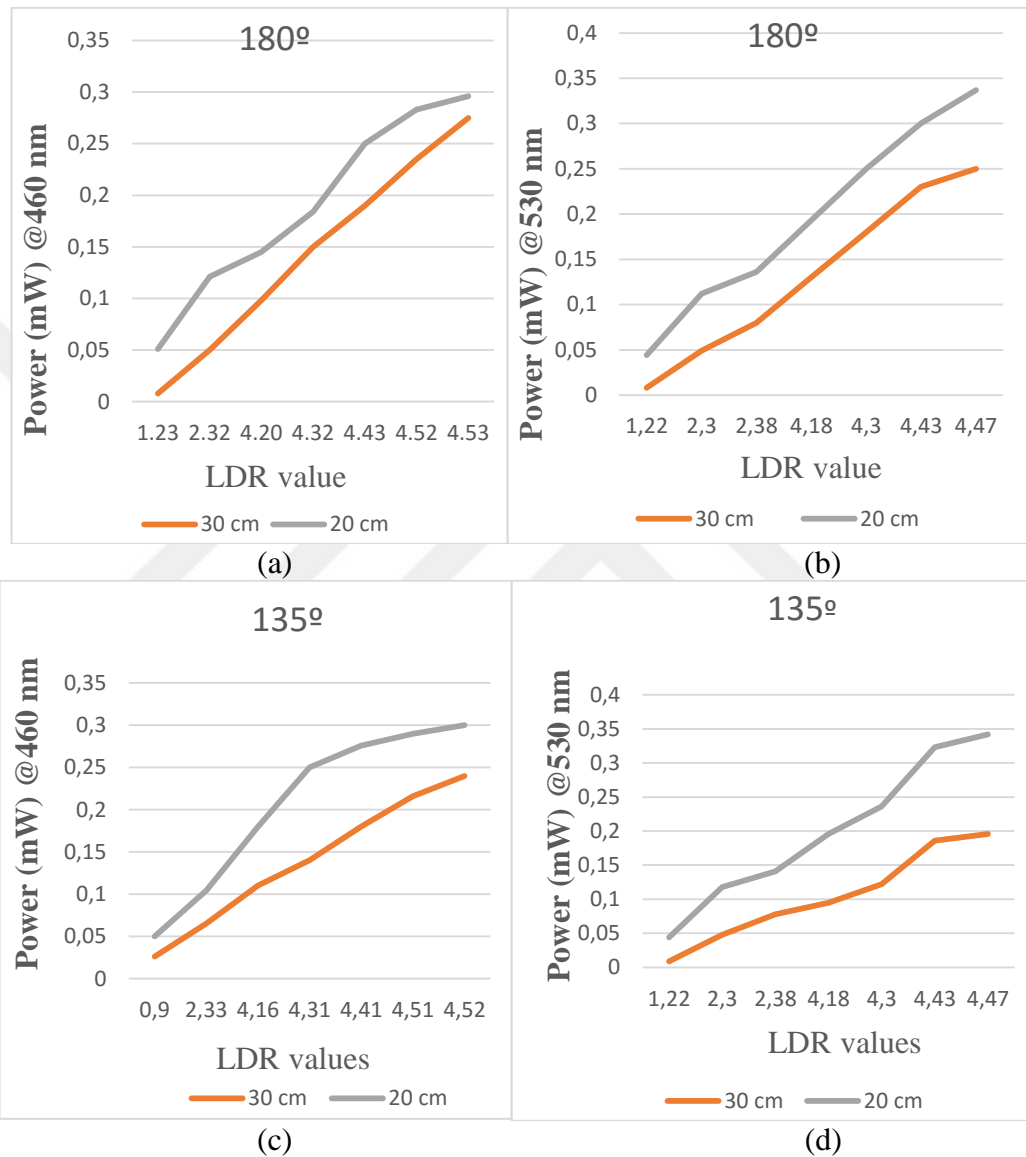 180º
Power (mW) @460 nm
0,35
0,3
0,25
0,2
0,15
0,1
0,05
0
1.23 2.32 4.20 4.32 4.43 4.52 4.53
LDR value
30 cm 20 cm
(a)
180º
Power (mW) @530 nm
0,4
0,35
0,3
0,25
0,2
0,15
0,1
0,05
0
1,22 2,3 2,38 4,18 4,3 4,43 4,47
LDR value
30 cm 20 cm
(b)
135º
Power (mW) @460 nm
0,35
0,3
0,25
0,2
0,15
0,1
0,05
0
0,9 2,33 4,16 4,31 4,41 4,51 4,52
LDR values
30 cm 20 cm
(c)
135º
Power (mW) @530 nm
0,4
0,35
0,3
0,25
0,2
0,15
0,1
0,05
0
1,22 2,3 2,38 4,18 4,3 4,43 4,47
LDR values
30 cm 20 cm
(d)